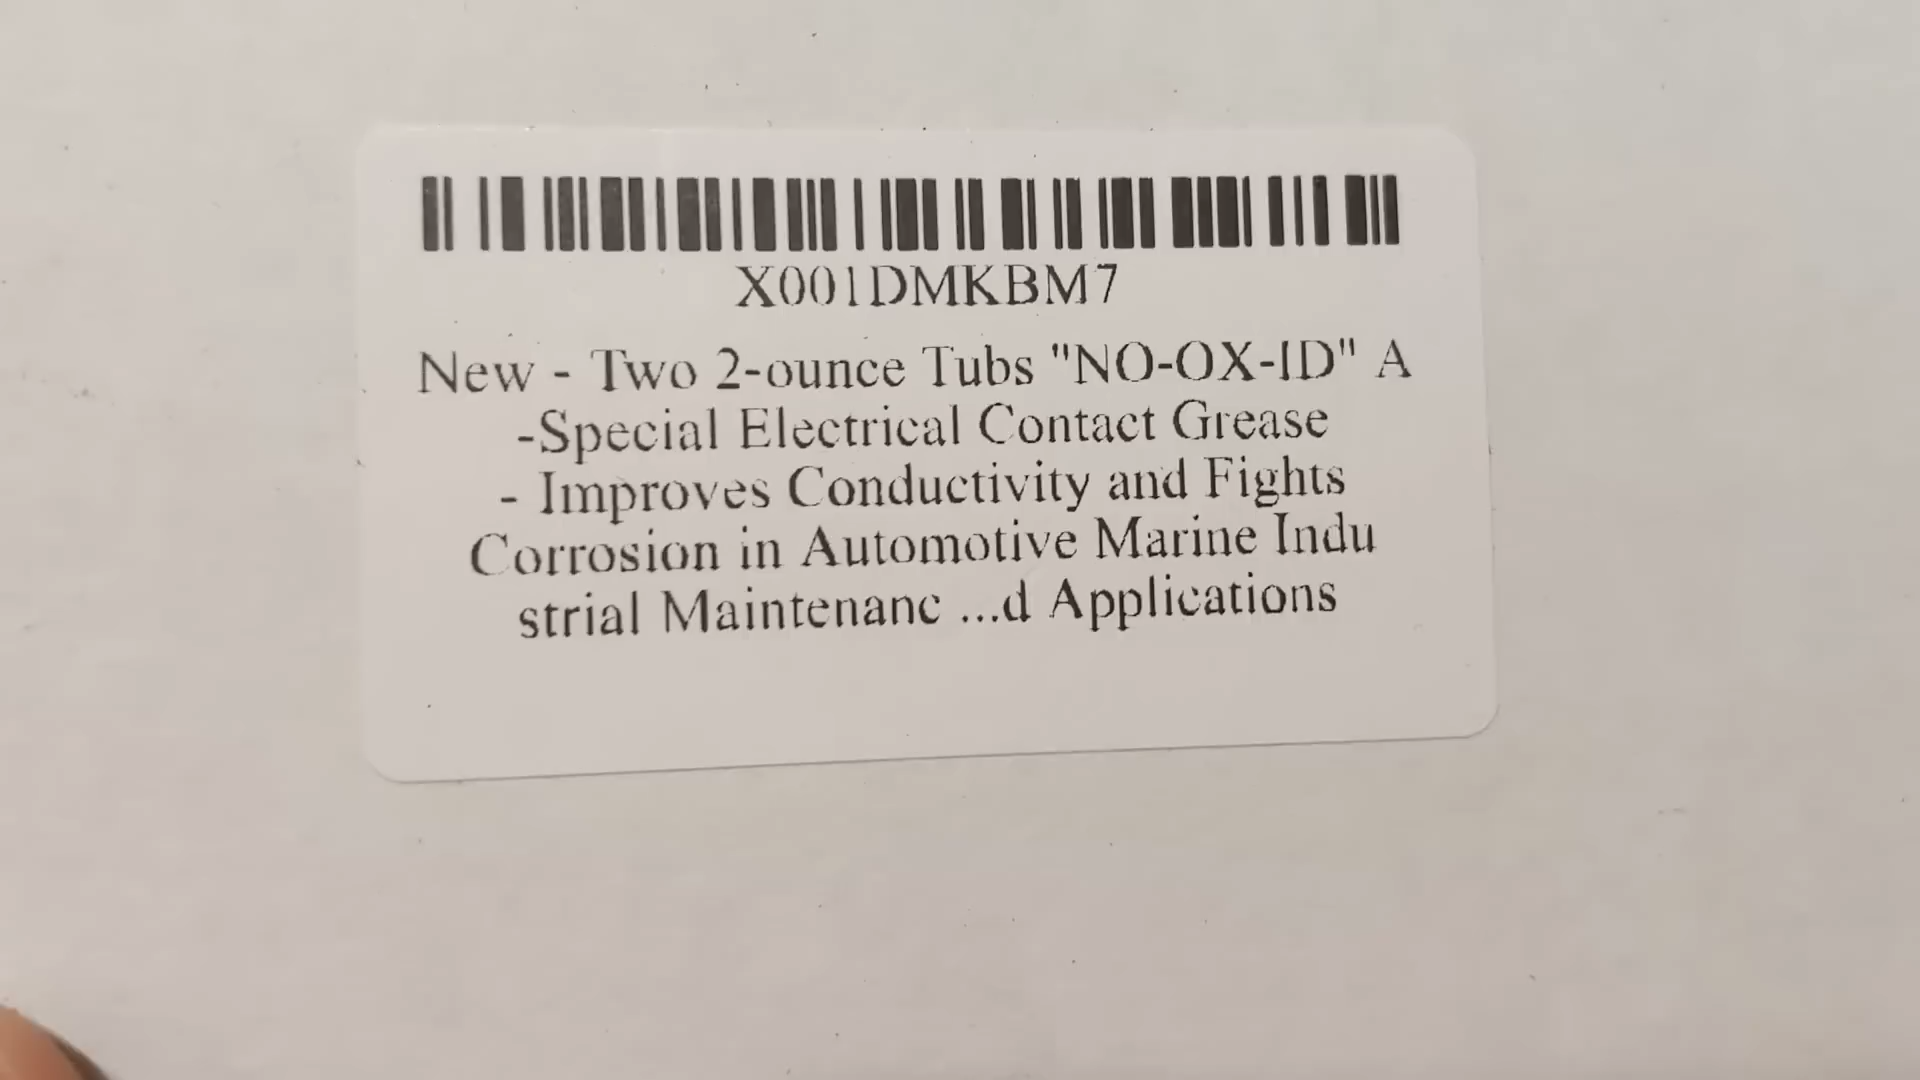 X001DMKBM7
New - Two 2-ounce Tubs "NO-OX-ID" A
-Special Electrical Contact Grease
- Improves Conductivity and Fights
Corrosion in Automotive Marine Indu
strial Maintenanc ...d Applications